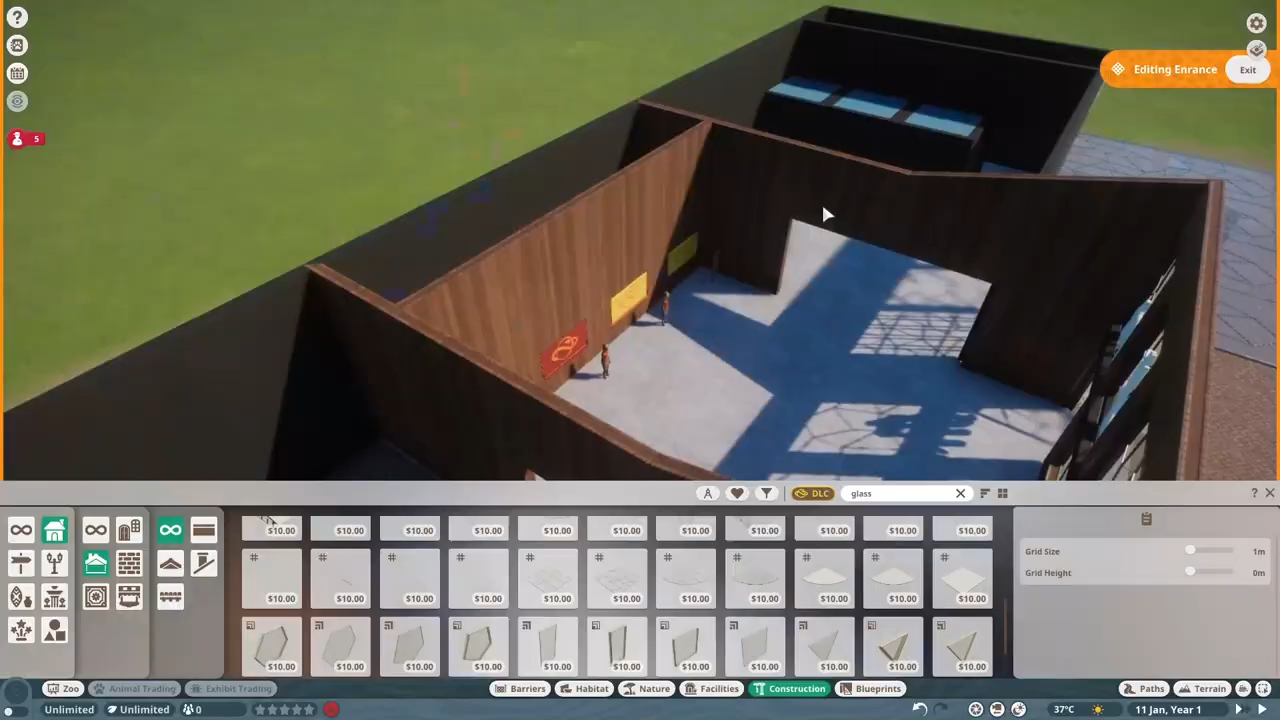 ?
Editing Enrance
Exit
5
DLC
glass
?
$10.00 $10.00 $10.00 $10.00 $10.00 $10.00 $10.00 $10.00 $10.00 $10.00 $10.00
Grid Size 1m
Grid Height 0m
$10.00 $10.00 $10.00 $10.00 $10.00 $10.00 $10.00 $10.00 $10.00 $10.00 $10.00
$10.00 $10.00 $10.00 $10.00 $10.00 $10.00 $10.00 $10.00 $10.00 $10.00 $10.00
Zoo
Animal Trading
Exhibit Trading
Barriers
Habitat
Nature
Facilities
Construction
Blueprints
Paths
Terrain
Unlimited
Unlimited
0
37°C
11 Jan, Year 1